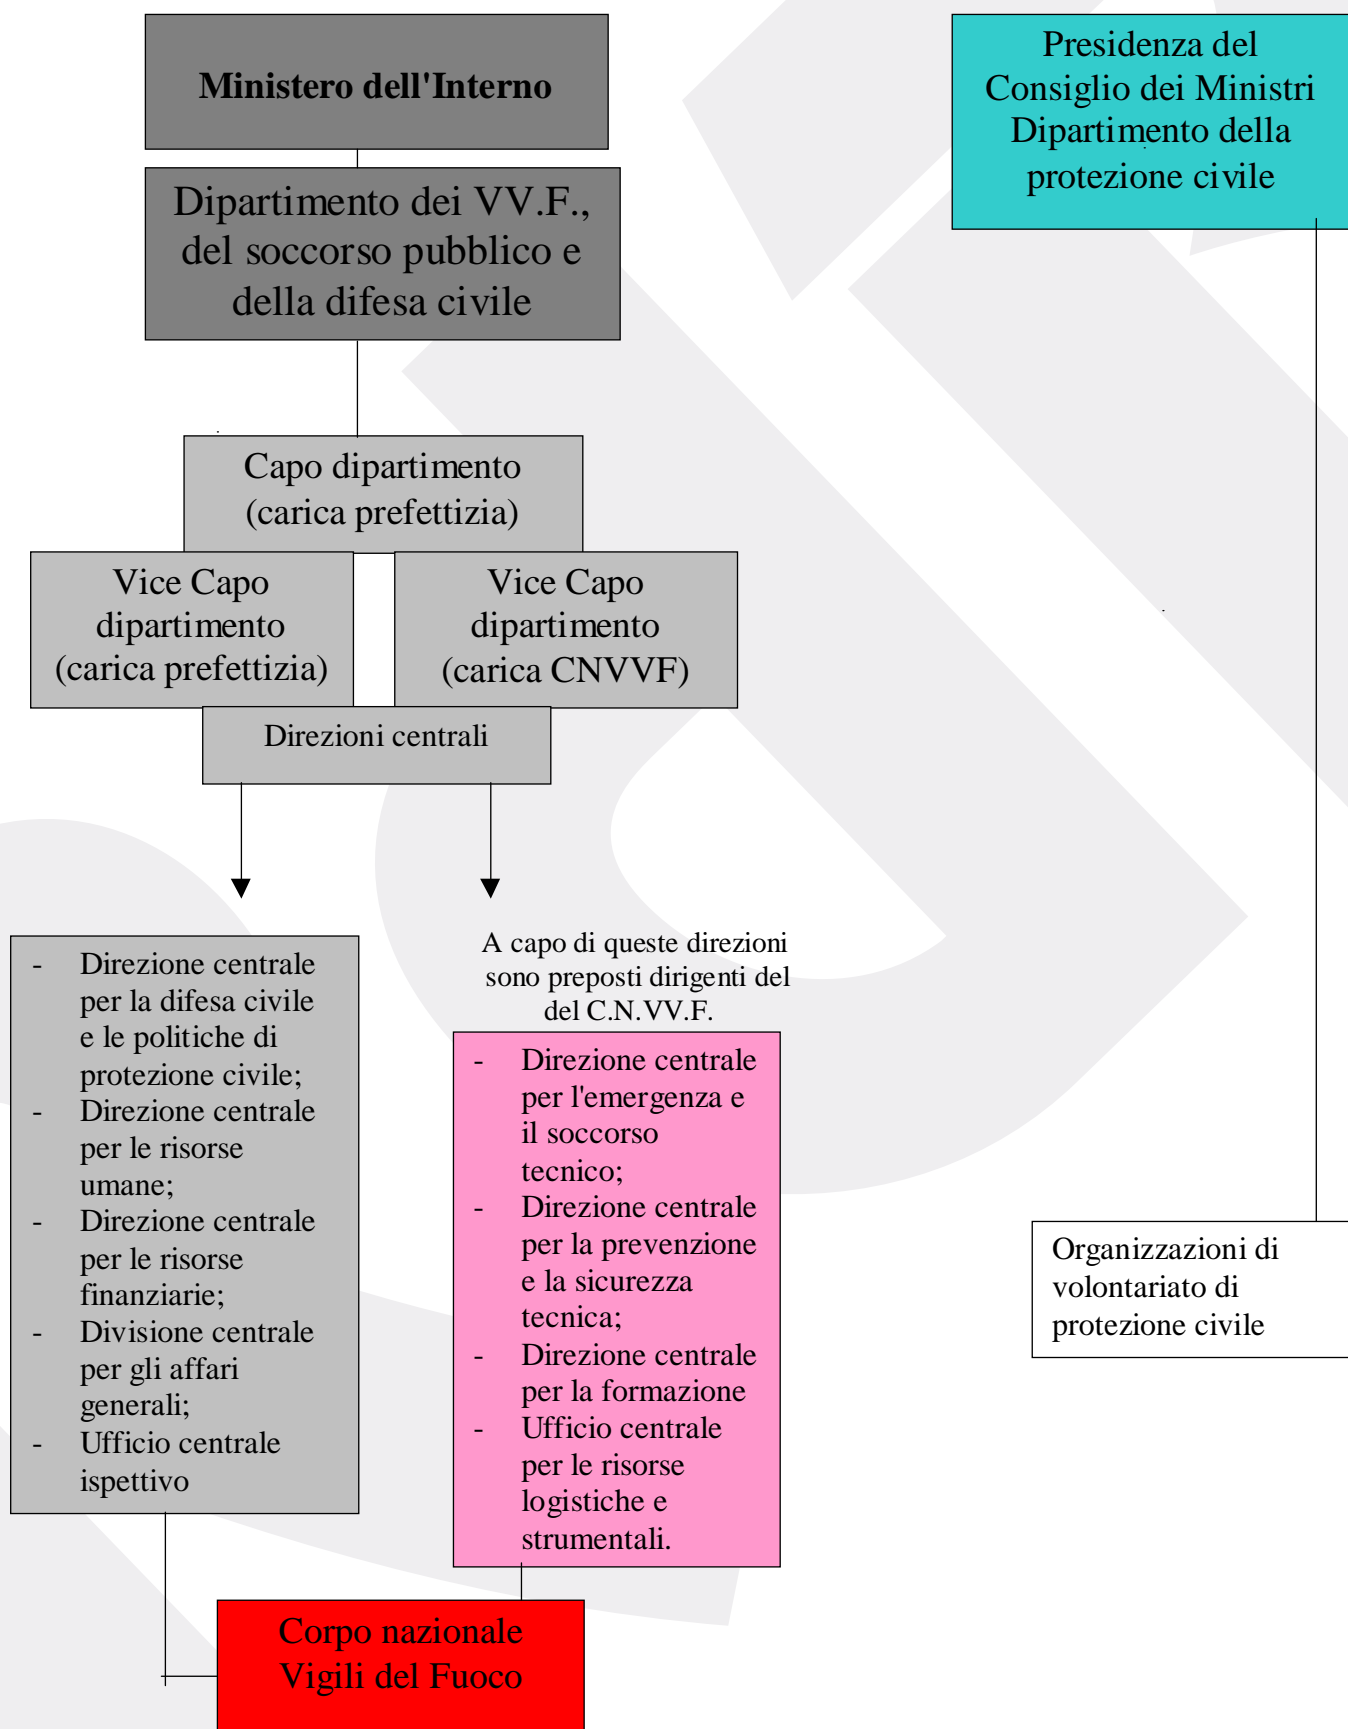 Ministero dell'Interno
Presidenza del
Consiglio dei Ministri
Dipartimento della
protezione civile
Dipartimento dei VV.F.,
del soccorso pubblico e
della difesa civile
Capo dipartimento
(carica prefettizia)
Vice Capo
dipartimento
(carica prefettizia)
Vice Capo
dipartimento
(carica CNVVF)
Direzioni centrali
- Direzione centrale
per la difesa civile
e le politiche di
protezione civile;
- Direzione centrale
per le risorse
umane;
- Direzione centrale
per le risorse
finanziarie;
- Divisione centrale
per gli affari
generali;
- Ufficio centrale
ispettivo
A capo di queste direzioni
sono preposti dirigenti del
del C.N.VV.F.
- Direzione centrale
per l'emergenza e
il soccorso
tecnico;
- Direzione centrale
per la prevenzione
e la sicurezza
tecnica;
- Direzione centrale
per la formazione
- Ufficio centrale
per le risorse
logistiche e
strumentali.
Organizzazioni di
volontariato di
protezione civile
Corpo nazionale
Vigili del Fuoco